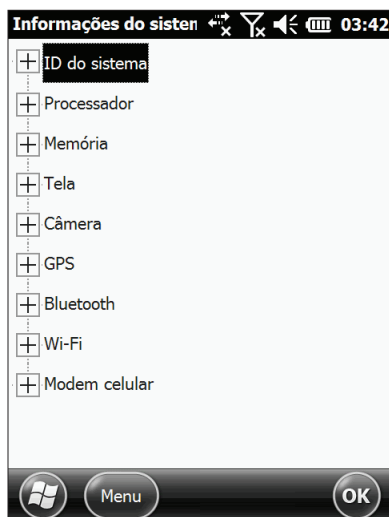 Informações do sisten 03:42
ID do sistema
Processador
Memória
Tela
Câmera
GPS
Bluetooth
Wi-Fi
Modem celular
Menu OK